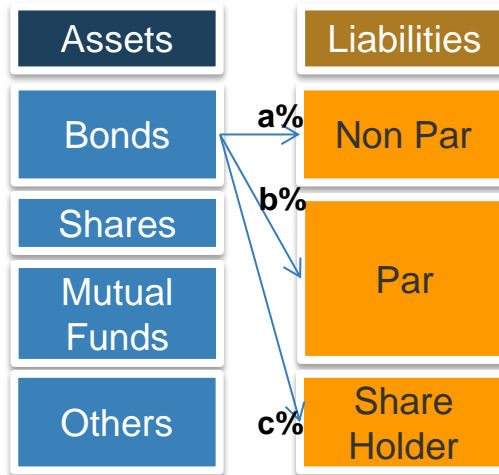 Assets
Liabilities
Bonds
a%
Non Par
Shares
b%
Par
Mutual
Funds
Others
c%
Share
Holder